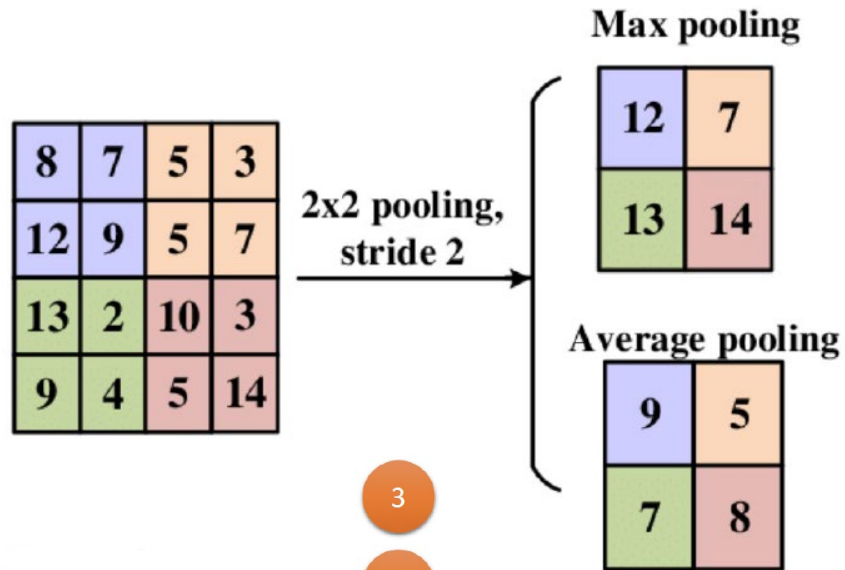 Max pooling
12 7
13 14
8 7 5 3
12 9 5 7
13 2 10 3
9 4 5 14
2x2 pooling,
stride 2
Average pooling
9 5
7 8
3